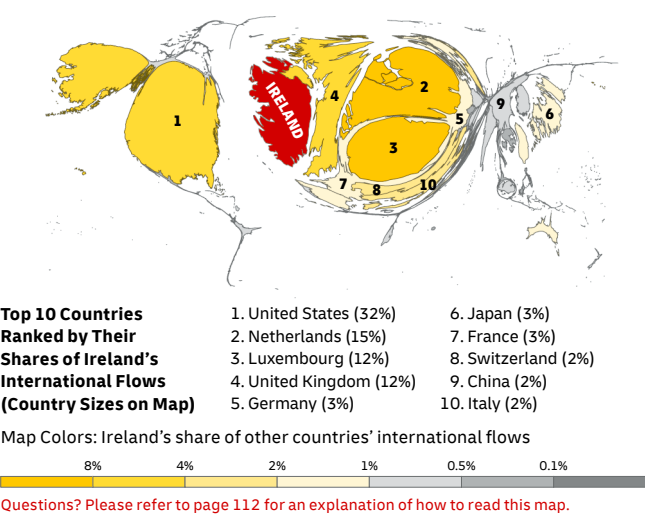 IRELAND
1
2
3
4
5
6
7
8
9
10
Top 10 Countries
Ranked by Their
Shares of Ireland's
International Flows
(Country Sizes on Map)
1. United States (32%)
2. Netherlands (15%)
3. Luxembourg (12%)
4. United Kingdom (12%)
5. Germany (3%)
6. Japan (3%)
7. France (3%)
8. Switzerland (2%)
9. China (2%)
10. Italy (2%)
Map Colors: Ireland's share of other countries' international flows
8% 4% 2% 1% 0.5% 0.1%
Questions? Please refer to page 112 for an explanation of how to read this map.